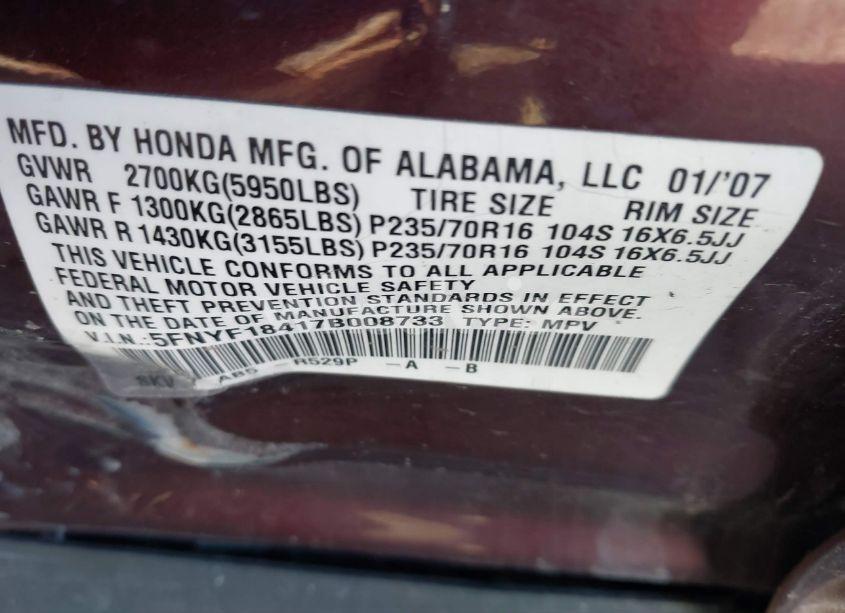 MFD. BY HONDA MFG. OF ALABAMA, LLC 01/'07
GVWR 2700KG(5950LBS) TIRE SIZE RIM SIZE
GAWR F 1300KG(2865LBS) P235/70R16 104S 16X6.5JJ
GAWR R 1430KG(3155LBS) P235/70R16 104S 16X6.5JJ
THIS VEHICLE CONFORMS TO ALL APPLICABLE
FEDERAL MOTOR VEHICLE SAFETY
AND THEFT PREVENTION STANDARDS IN EFFECT
ON THE DATE OF MANUFACTURE SHOWN ABOVE.
V.I.N.:5FNYF18417B008733 TYPE: MPV
R529P -A -B